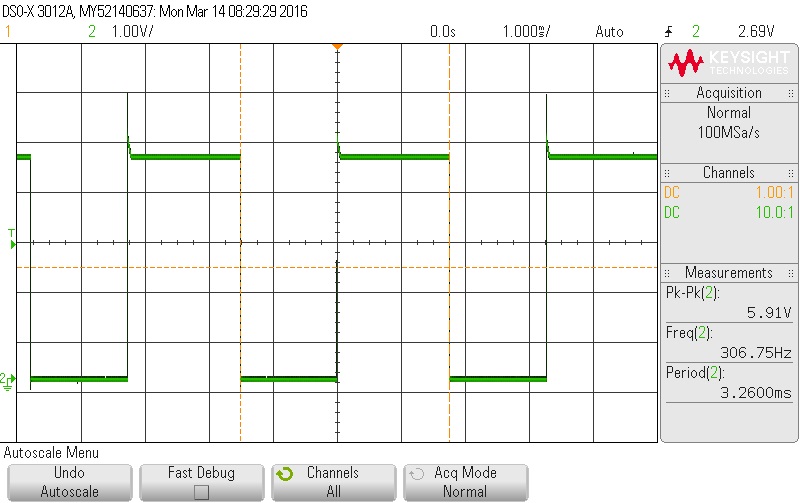 DSO-X 3012A, MY52140637: Mon Mar 14 08:29:29 2016
1 2 1.00V/ 0.0s 1.000ms/ Auto 2 2.69V
KEYSIGHT
TECHNOLOGIES
Acquisition
Normal
100MSa/s
Channels
DC 1.00:1
DC 10.0:1
Measurements
Pk-Pk(2):
5.91V
Freq(2):
306.75Hz
Period(2):
3.2600ms
T
2
Autoscale Menu
Undo
Autoscale
Fast Debug
Channels
All
Acq Mode
Normal